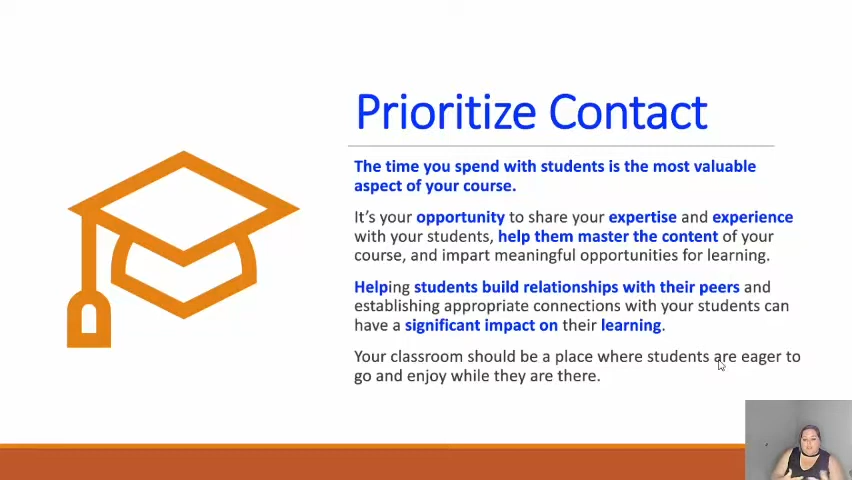 Prioritize Contact
The time you spend with students is the most valuable
aspect of your course.
It’s your opportunity to share your expertise and experience
with your students, help them master the content of your
course, and impart meaningful opportunities for learning.
Helping students build relationships with their peers and
establishing appropriate connections with your students can
have a significant impact on their learning.
Your classroom should be a place where students are eager to
go and enjoy while they are there.